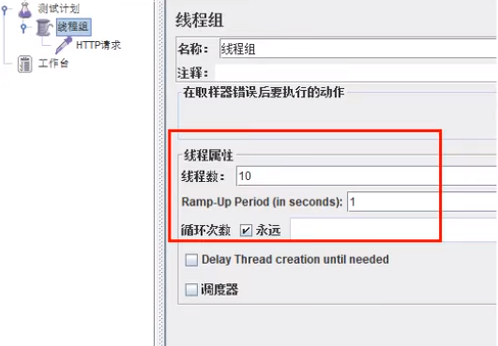 测试计划
线程组
HTTP请求
工作台
线程组
名称： 线程组
注释：
在取样器错误后要执行的动作
线程属性
线程数： 10
Ramp-Up Period (in seconds): 1
循环次数 永远
Delay Thread creation until needed
调度器